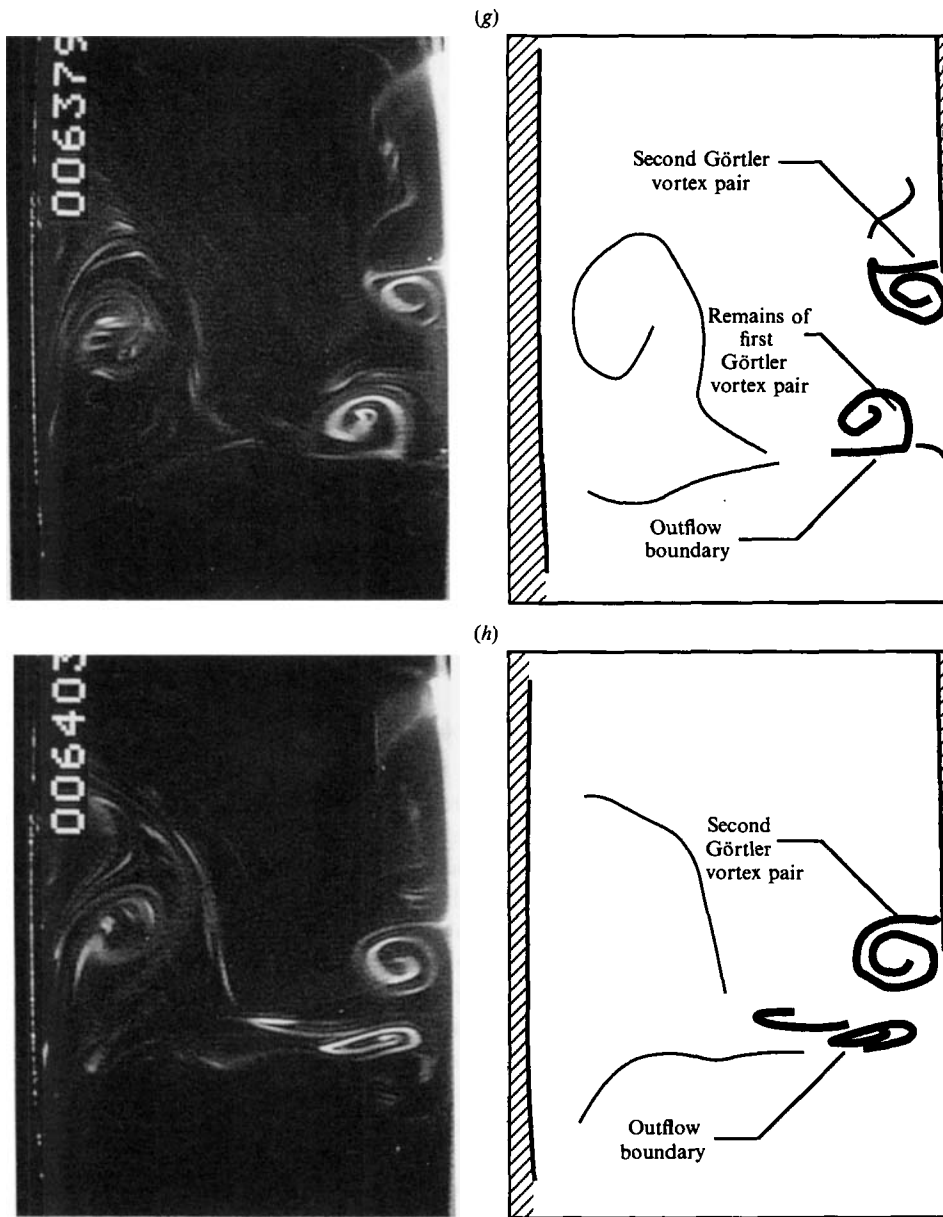 (g)
006379
Second Görtler
vortex pair
Remains of
first
Görtler
vortex pair
Outflow
boundary
(h)
006403
Second
Görtler
vortex pair
Outflow
boundary